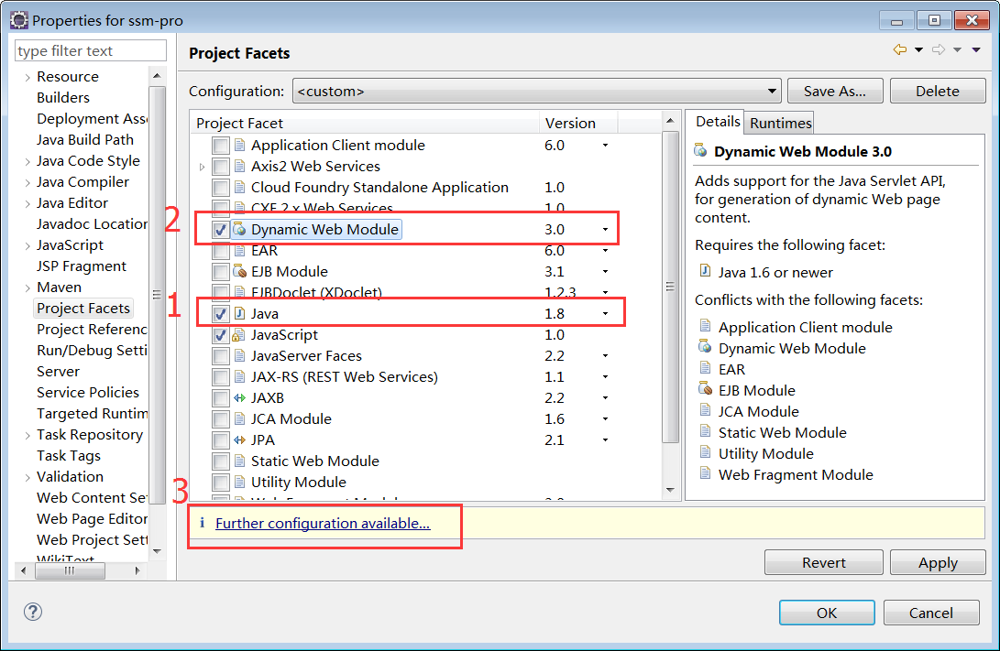 Properties for ssm-pro
type filter text
Resource
Builders
Deployment Asse
Java Build Path
Java Code Style
Java Compiler
Java Editor
Javadoc Location
JavaScript
JSP Fragment
Maven
Project Facets
Project Referenc
Run/Debug Setti
Server
Service Policies
Targeted Runtim
Task Repository
Task Tags
Validation
Web Content Set
Web Page Editor
Web Project Sett
WikiText
Project Facets
Configuration: <custom> Save As... Delete
Project Facet Version
Application Client module 6.0
Axis2 Web Services
Cloud Foundry Standalone Application 1.0
CXF 2.x Web Services 1.0
2 Dynamic Web Module 3.0
EAR 6.0
EJB Module 3.1
EJBDoclet (XDoclet) 1.2.3
1 Java 1.8
JavaScript 1.0
JavaServer Faces 2.2
JAX-RS (REST Web Services) 1.1
JAXB 2.2
JCA Module 1.6
JPA 2.1
Static Web Module
Utility Module
3
Further configuration available...
Details Runtimes
Dynamic Web Module 3.0
Adds support for the Java Servlet API,
for generation of dynamic Web page
content.
Requires the following facet:
Java 1.6 or newer
Conflicts with the following facets:
Application Client module
Dynamic Web Module
EAR
EJB Module
JCA Module
Static Web Module
Utility Module
Web Fragment Module
Revert Apply
OK Cancel